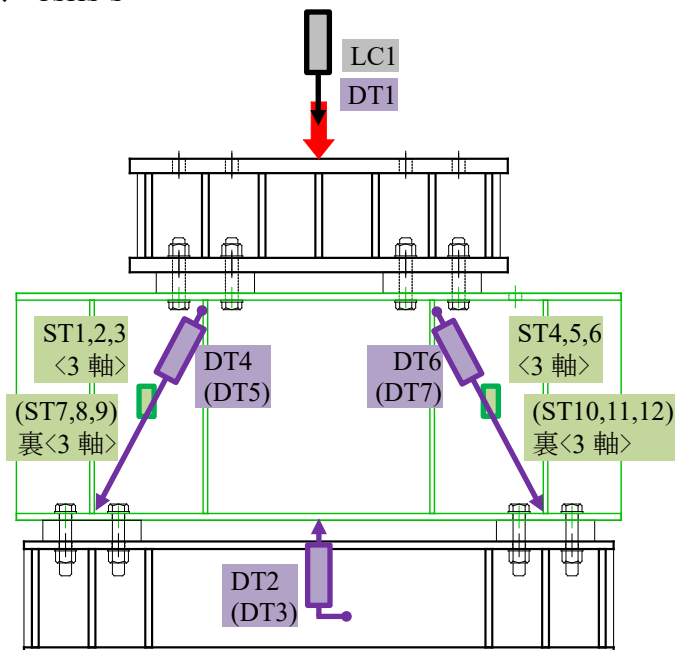 LC1
DT1
ST1,2,3
<3 軸>
(ST7,8,9)
裏<3 軸>
DT4
(DT5)
DT6
(DT7)
ST4,5,6
<3 軸>
(ST10,11,12)
裏<3 軸>
DT2
(DT3)